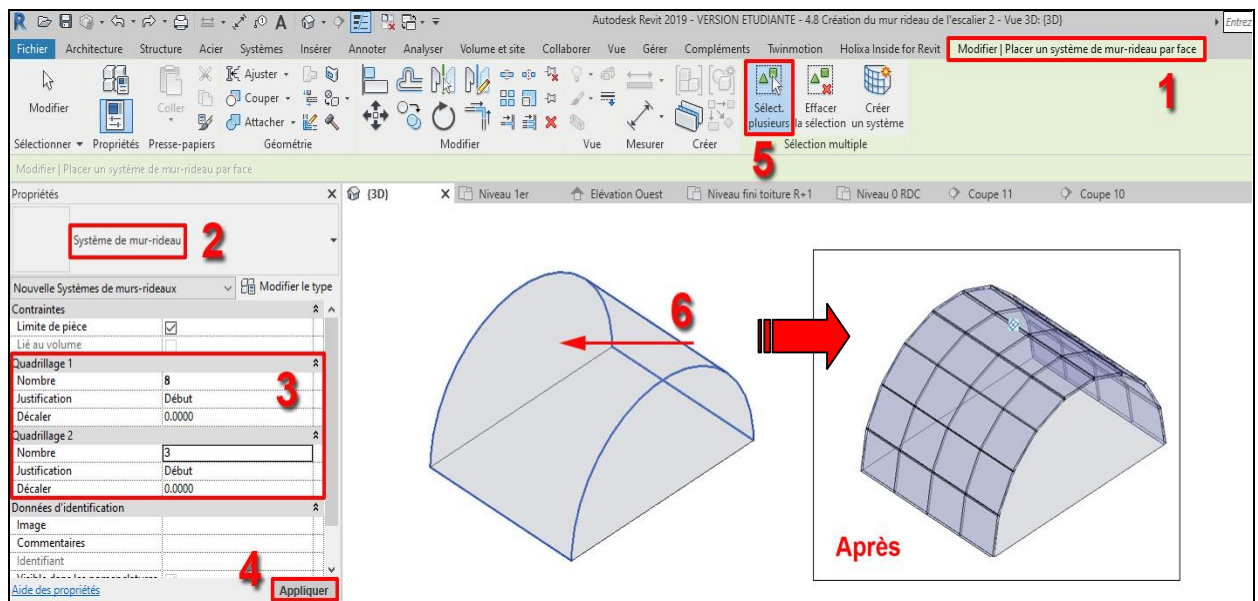 Autodesk Revit 2019 - VERSION ETUDIANTE - 4.8 Création du mur rideau de l'escalier 2 - Vue 3D: {3D}
Entrez
Fichier Architecture Structure Acier Systèmes Insérer Annoter Analyser Volume et site Collaborer Vue Gérer Compléments Twinmotion Holixa Inside for Revit Modifier | Placer un système de mur-rideau par face
1
Modifier
Coller
Ajuster
Couper
Attacher
Sélect. plusieurs
Effacer la sélection
Créer un système
5
Sélectionner Propriétés Presse-papiers Géométrie Modifier Vue Mesurer Créer Sélection multiple
Modifier | Placer un système de mur-rideau par face
Propriétés X
{3D} X Niveau 1er Elévation Ouest Niveau fini toiture R+1 Niveau 0 RDC Coupe 11 Coupe 10
Système de mur-rideau
2
Nouvelle Systèmes de murs-rideaux Modifier le type
Contraintes
Limite de pièce
Lié au volume
Quadrillage 1
Nombre 8
Justification Début
Décaler 0.0000
3
Quadrillage 2
Nombre 3
Justification Début
Décaler 0.0000
Données d'identification
Image
Commentaires
Identifiant
4
Aide des propriétés Appliquer
6
Après